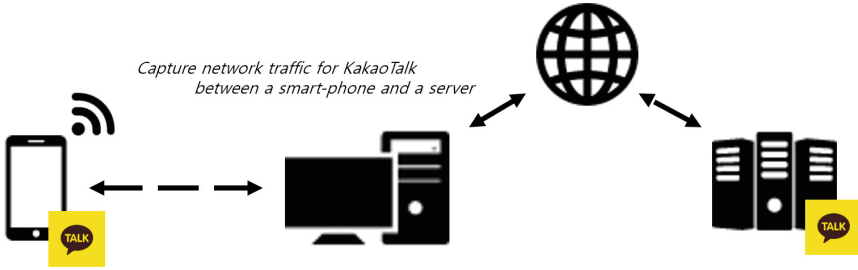 Capture network traffic for KakaoTalk
between a smart-phone and a server
TALK
TALK